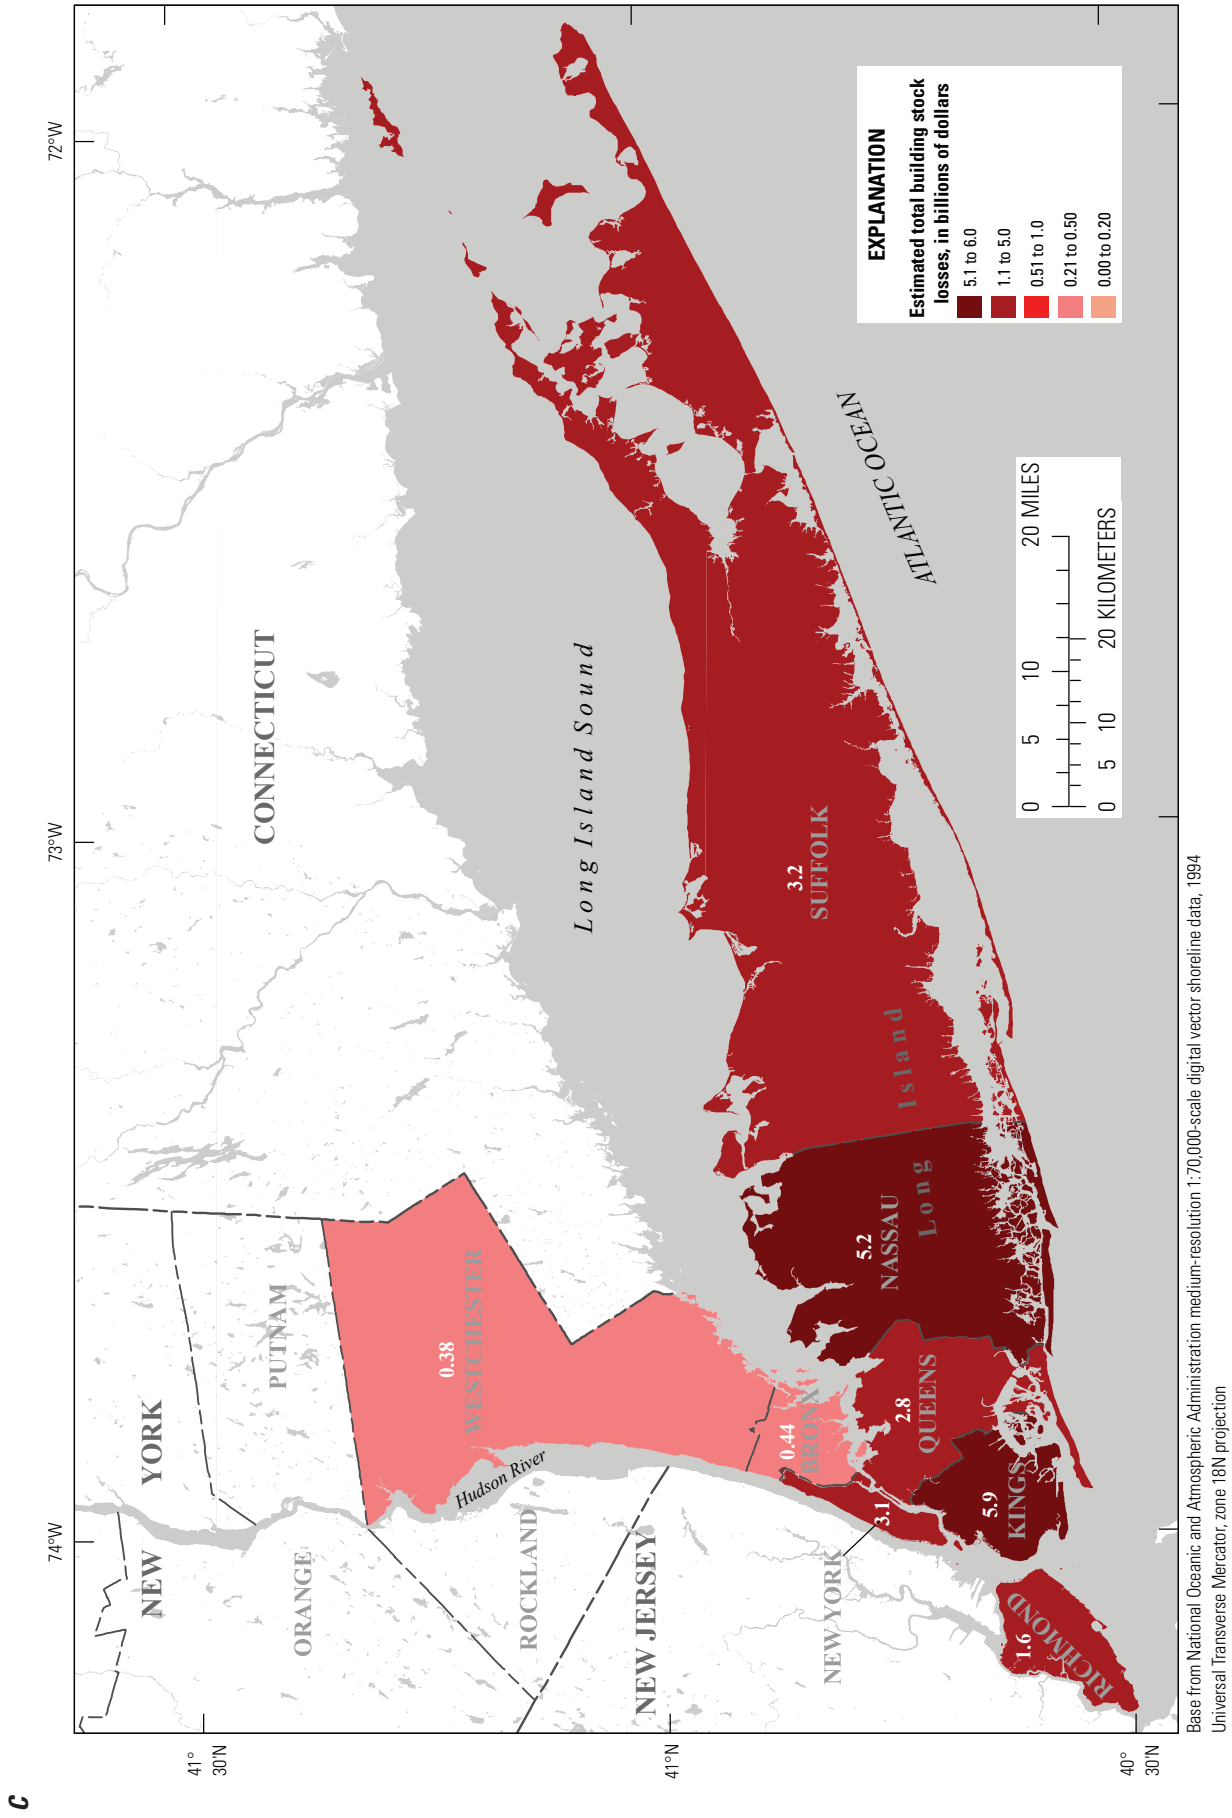 C
74°W
73°W
72°W
41°
30'N
41°N
40°
30'N
NEW YORK
CONNECTICUT
PUTNAM
ORANGE
WESTCHESTER
0.38
Hudson River
ROCKLAND
NEW JERSEY
Long Island Sound
0.44
BRONX
NEW YORK
3.1
2.8
QUEENS
5.2
NASSAU
3.2
SUFFOLK
Long Island
5.9
KINGS
1.6
RICHMOND
ATLANTIC OCEAN
EXPLANATION
Estimated total building stock
losses, in billions of dollars
5.1 to 6.0
1.1 to 5.0
0.51 to 1.0
0.21 to 0.50
0.00 to 0.20
0 5 10 20 MILES
0 5 10 20 KILOMETERS
Base from National Oceanic and Atmospheric Administration medium-resolution 1:70,000-scale digital vector shoreline data, 1994
Universal Transverse Mercator, zone 18N projection